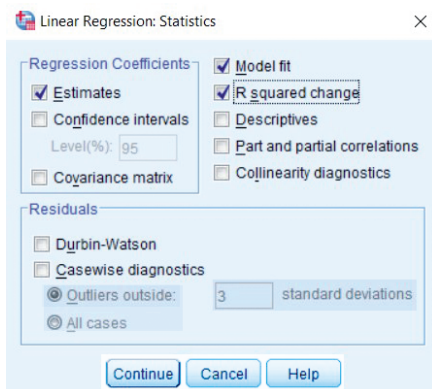 Linear Regression: Statistics
Regression Coefficients
Estimates
Confidence intervals
Level(%): 95
Covariance matrix
Model fit
R squared change
Descriptives
Part and partial correlations
Collinearity diagnostics
Residuals
Durbin-Watson
Casewise diagnostics
Outliers outside: 3 standard deviations
All cases
Continue Cancel Help